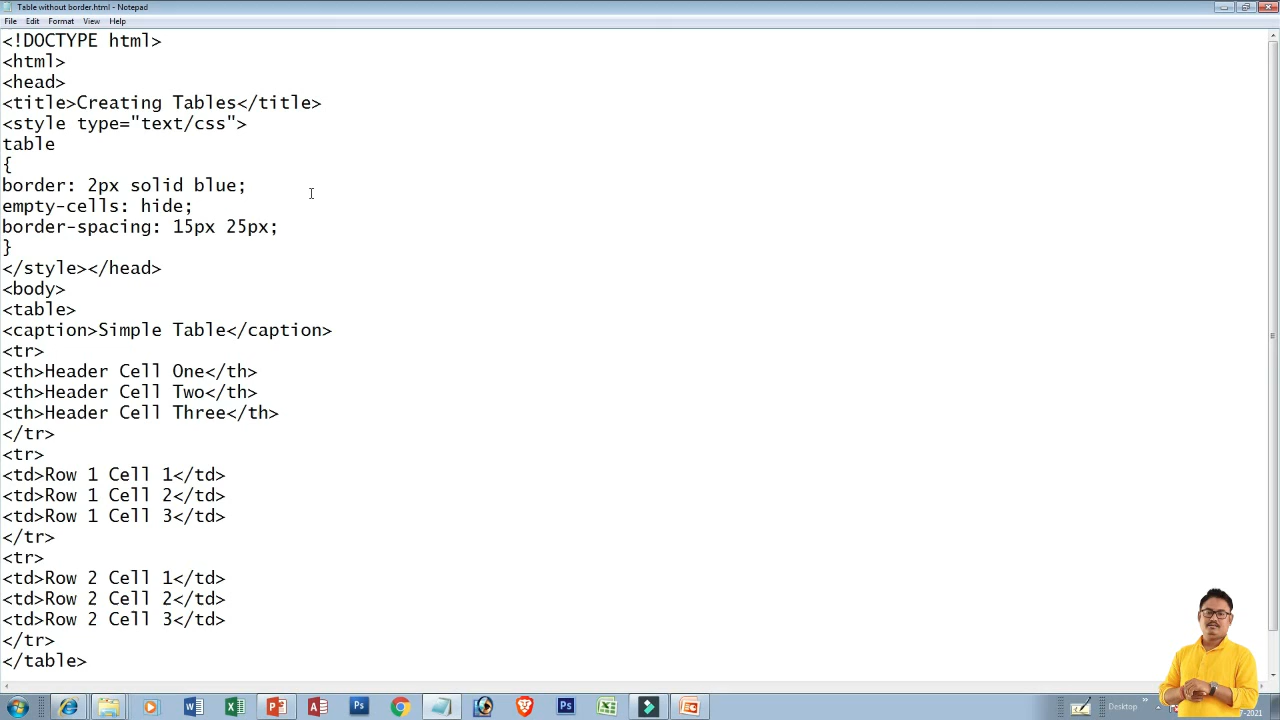 Table without border.html - Notepad
File Edit Format View Help
<!DOCTYPE html>
<html>
<head>
<title>Creating Tables</title>
<style type="text/css">
table
{
border: 2px solid blue;
empty-cells: hide;
border-spacing: 15px 25px;
}
</style></head>
<body>
<table>
<caption>Simple Table</caption>
<tr>
<th>Header Cell One</th>
<th>Header Cell Two</th>
<th>Header Cell Three</th>
</tr>
<tr>
<td>Row 1 Cell 1</td>
<td>Row 1 Cell 2</td>
<td>Row 1 Cell 3</td>
</tr>
<tr>
<td>Row 2 Cell 1</td>
<td>Row 2 Cell 2</td>
<td>Row 2 Cell 3</td>
</tr>
</table>
Desktop
-2021